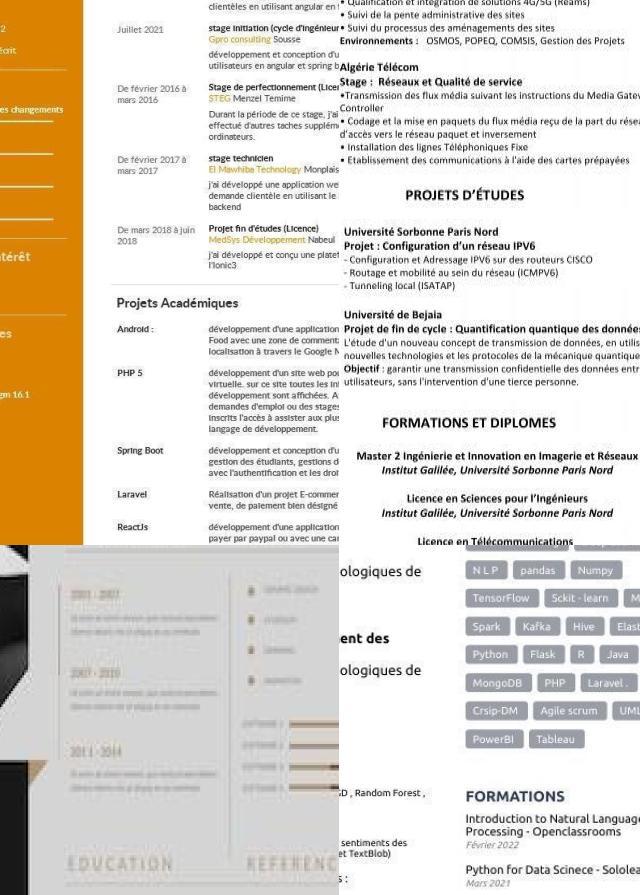 clientèles en utilisant angular en
2
écrit
es changements
ntérêt
es
gm 16.1
Juillet 2021
stage initiation (cycle d'ingénieur
Gpro consulting Sousse
développement et conception d'u
utilisateurs en angular et spring b
De février 2016 à
mars 2016
Stage de perfectionnement (Licen
STEG Menzel Temime
Durant la période de ce stage, j'ai
effectué d'autres taches supplém
ordinateurs.
De février 2017 à
mars 2017
stage technicien
El Mawhiba Technology Monplais
j'ai développé une application we
demande clientèle en utilisant le
backend
De mars 2018 à juin
2018
Projet fin d'études (Licence)
MedSys Développement Nabeul
j'ai développé et conçu une platef
l'Ionic3
Projets Académiques
Android :
développement d'une application
Food avec une zone de comment
localisation à travers le Google M
PHP 5
développement d'un site web po
virtuelle. sur ce site toutes les in
développement sont affichées. A
demandes d'emploi ou des stages
inscrits l'accès à assister aux plus
langage de développement.
Spring Boot
développement et conception d'u
gestion des étudiants, gestions d
avec l'authentification et les droit
Laravel
Réalisation d'un projet E-commer
vente, de paiement bien désigné
ReactJs
développement d'une application
payer par paypal ou avec une car
• Qualification et intégration de solutions 4G/5G (Reams)
• Suivi de la pente administrative des sites
• Suivi du processus des aménagements des sites
Environnements : OSMOS, POPEQ, COMSIS, Gestion des Projets
Algérie Télécom
Stage : Réseaux et Qualité de service
•Transmission des flux média suivant les instructions du Media Gatew
Controller
• Codage et la mise en paquets du flux média reçu de la part du résea
d'accès vers le réseau paquet et inversement
• Installation des lignes Téléphoniques Fixe
• Etablissement des communications à l'aide des cartes prépayées
PROJETS D'ÉTUDES
Université Sorbonne Paris Nord
Projet : Configuration d'un réseau IPV6
- Configuration et Adressage IPV6 sur des routeurs CISCO
- Routage et mobilité au sein du réseau (ICMPV6)
- Tunneling local (ISATAP)
Université de Bejaia
Projet de fin de cycle : Quantification quantique des données
L'étude d'un nouveau concept de transmission de données, en utilis
nouvelles technologies et les protocoles de la mécanique quantique
Objectif : garantir une transmission confidentielle des données entr
utilisateurs, sans l'intervention d'une tierce personne.
FORMATIONS ET DIPLOMES
Master 2 Ingénierie et Innovation en Imagerie et Réseaux
Institut Galilée, Université Sorbonne Paris Nord
Licence en Sciences pour l'Ingénieurs
Institut Galilée, Université Sorbonne Paris Nord
Licence en Télécommunications
2007 - 2010
2011 - 2014
EDUCATION
REFERENC
ologiques de
ent des
ologiques de
GD , Random Forest ,
sentiments des
et TextBlob)
s :
N L P pandas Numpy
TensorFlow Sckit - learn M
Spark Kafka Hive Elast
Python Flask R Java
MongoDB PHP Laravel .
Crsip-DM Agile scrum UML
PowerBI Tableau
FORMATIONS
Introduction to Natural Language
Processing - Openclassrooms
Février 2022
Python for Data Scinece - Solole
Mars 2021